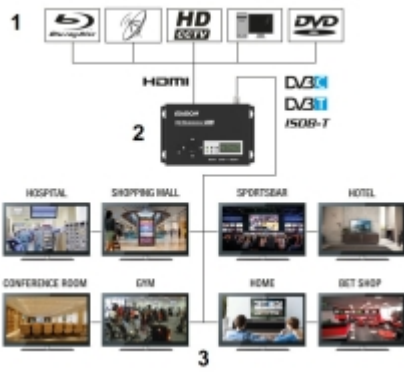 1
Blu-ray Disc
HD
CCTV
DVD
HDMI
DVB C
DVB T
ISDB-T
2
HOSPITAL
SHOPPING MALL
SPORTSBAR
HOTEL
CONFERENCE ROOM
GYM
HOME
BET SHOP
3